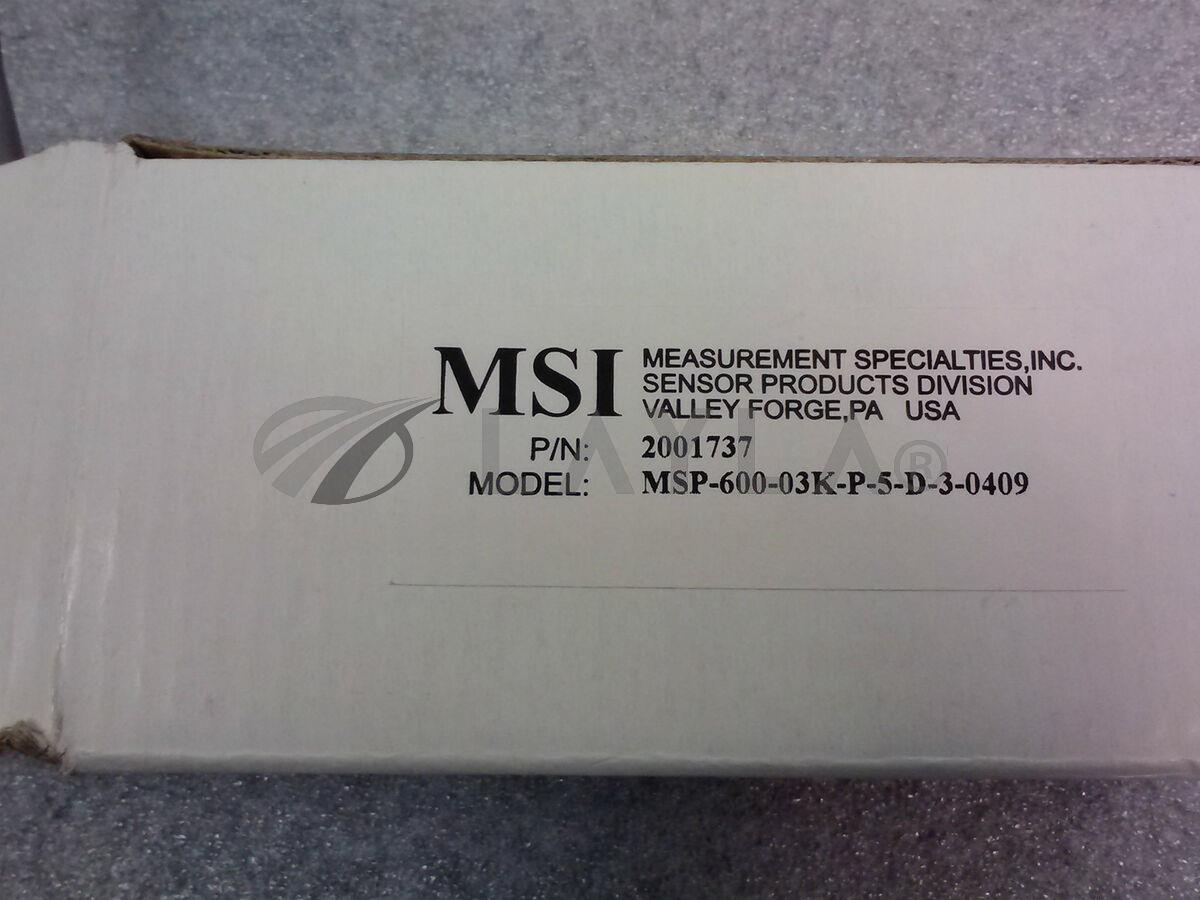 MSI
MEASUREMENT SPECIALTIES,INC.
SENSOR PRODUCTS DIVISION
VALLEY FORGE,PA USA
P/N: 2001737
MODEL: MSP-600-03K-P-5-D-3-0409
LAYLA®